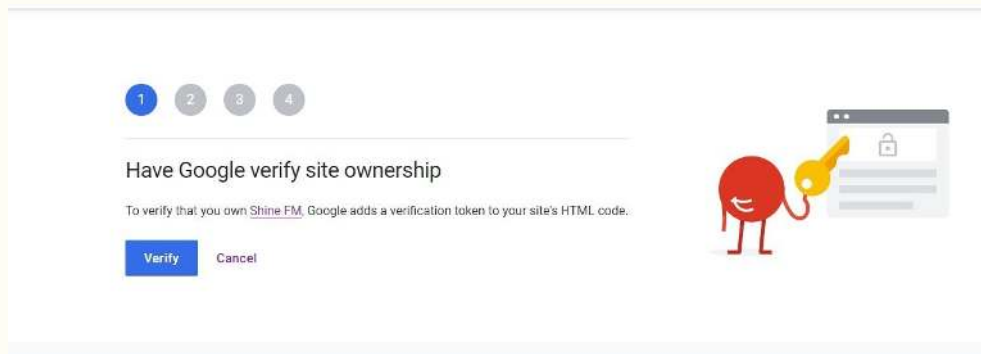 1 2 3 4
Have Google verify site ownership
To verify that you own Shine FM, Google adds a verification token to your site's HTML code.
Verify Cancel